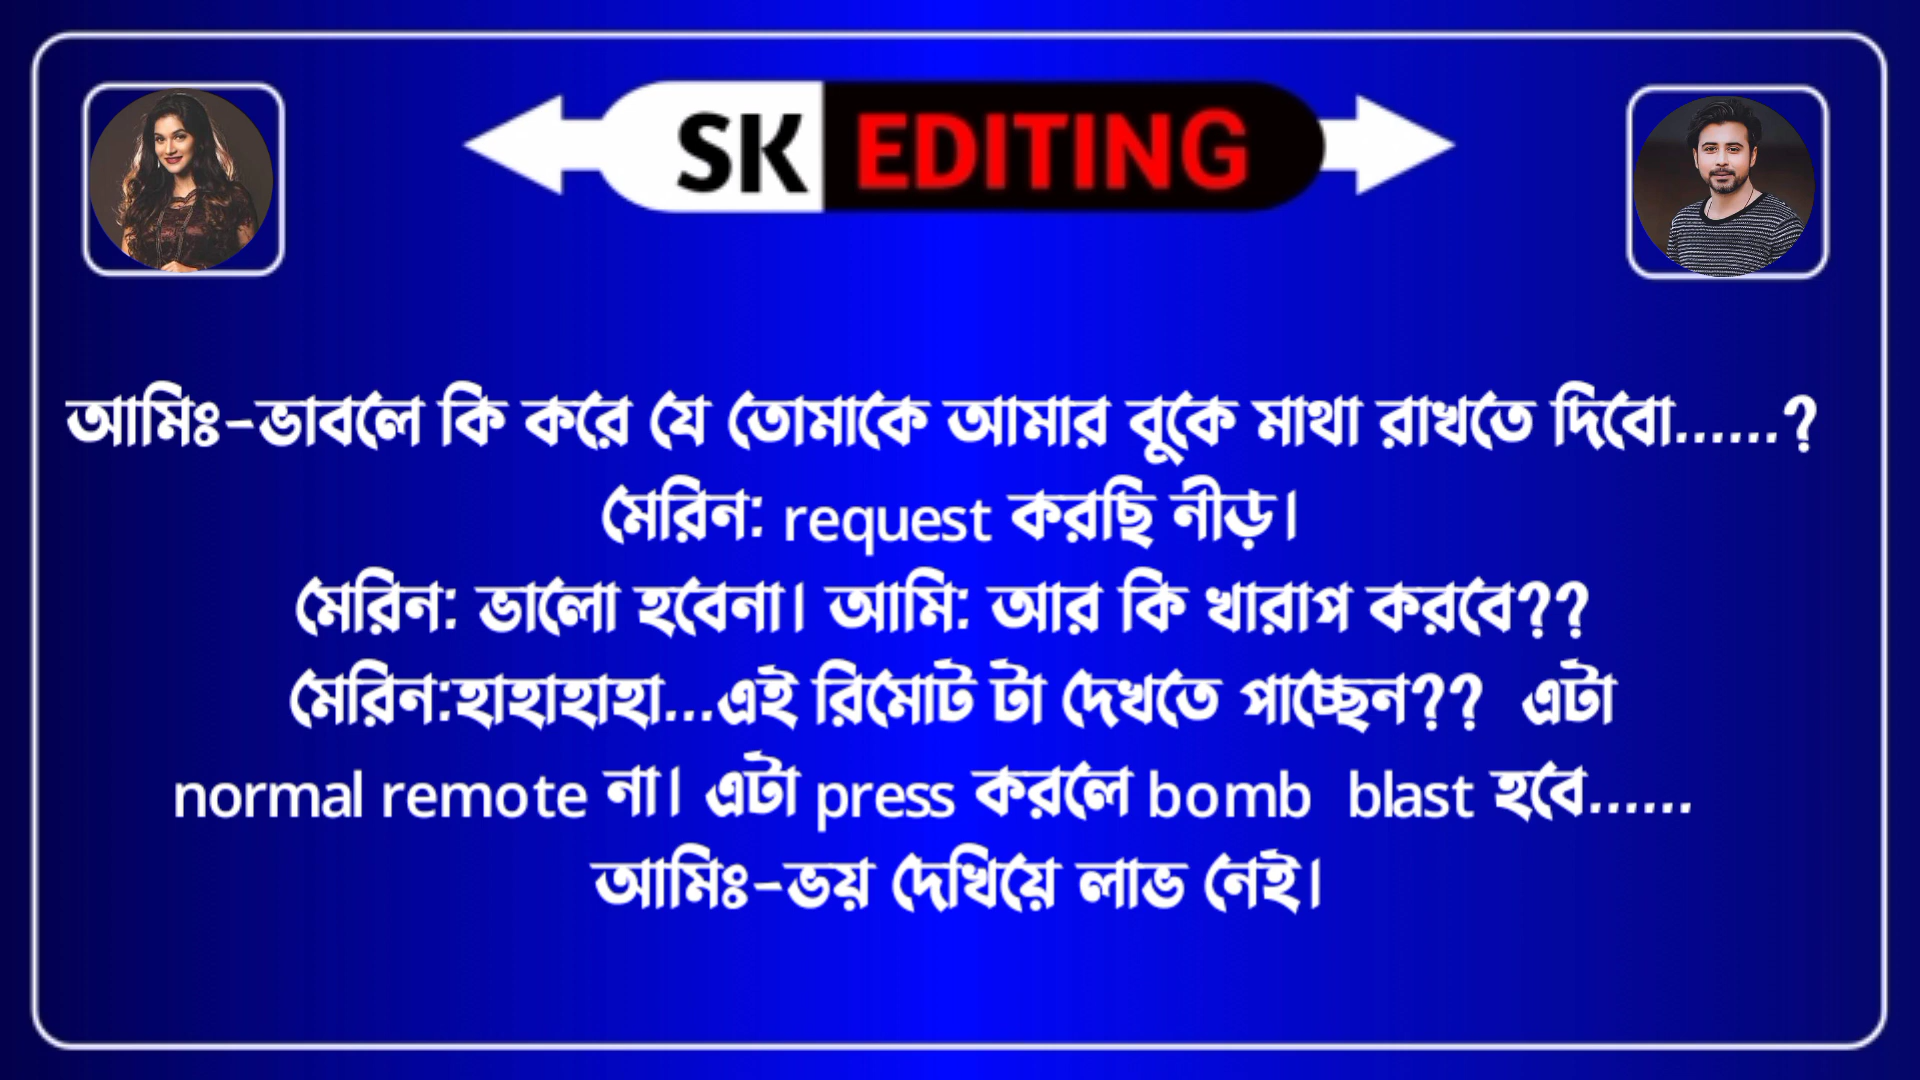 SK EDITING
আমিঃ-ভাবলে কি করে যে তোমাকে আমার বুকে মাথা রাখতে দিবো......?
মেরিন: request করছি নীড়।
মেরিন: ভালো হবেনা। আমি: আর কি খারাপ করবে??
মেরিন:হাহাহাহা...এই রিমোট টা দেখতে পাচ্ছেন?? এটা
normal remote না। এটা press করলে bomb blast হবে......
আমিঃ-ভয় দেখিয়ে লাভ নেই।